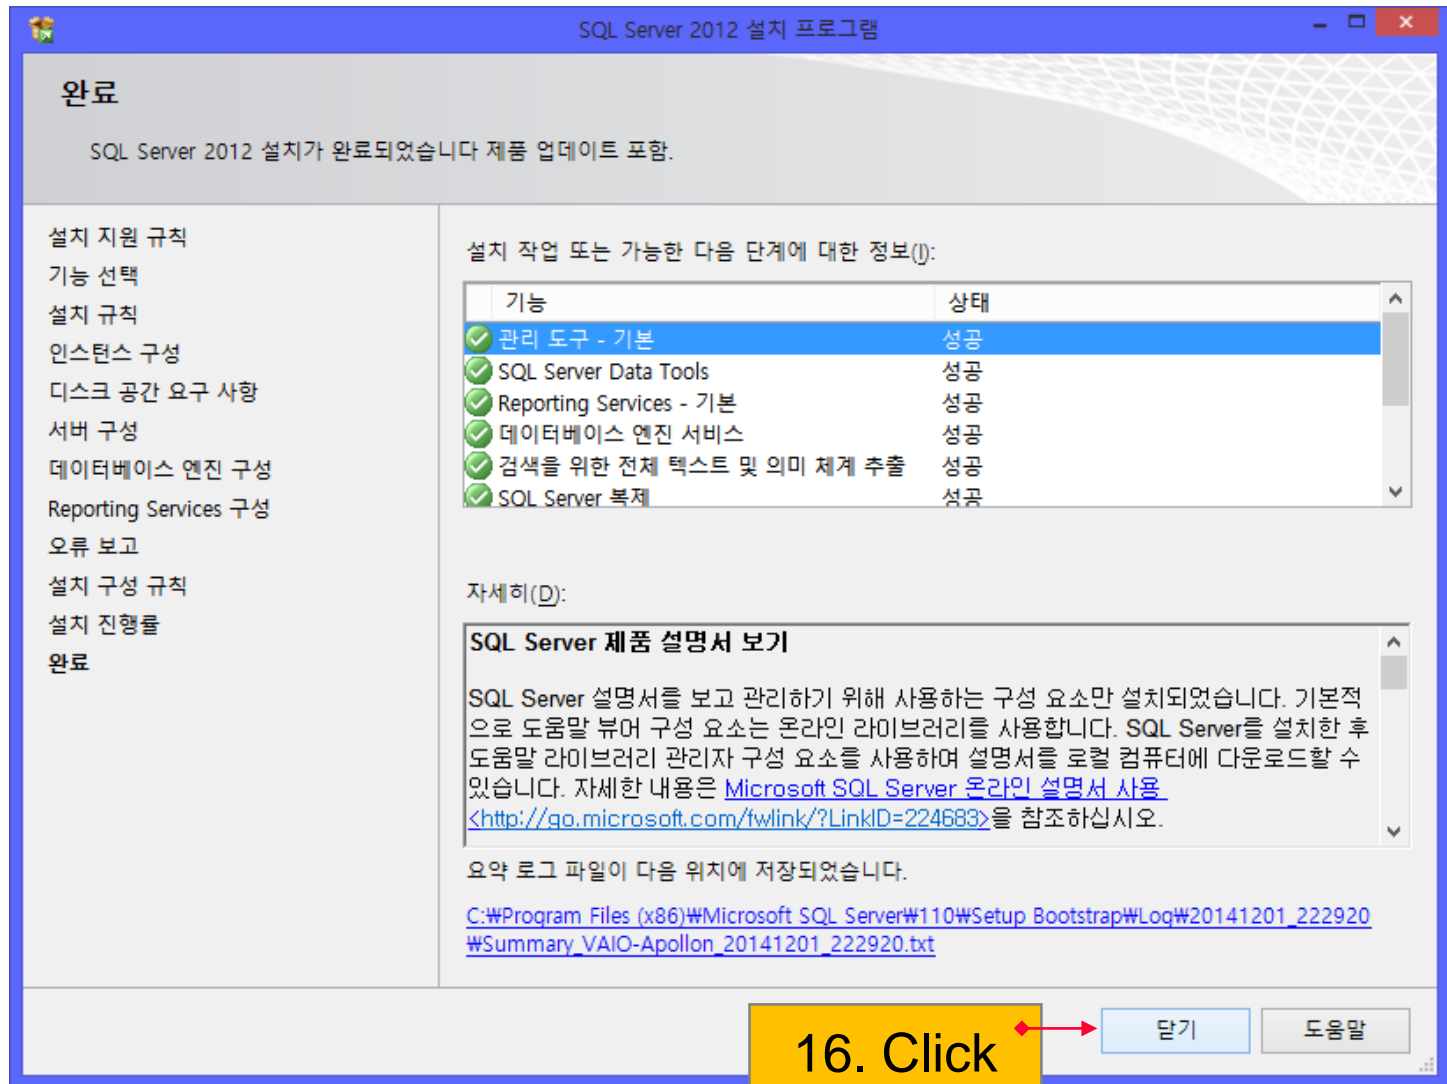 SQL Server 2012 설치 프로그램
완료
SQL Server 2012 설치가 완료되었습니다 제품 업데이트 포함.
설치 지원 규칙
기능 선택
설치 규칙
인스턴스 구성
디스크 공간 요구 사항
서버 구성
데이터베이스 엔진 구성
Reporting Services 구성
오류 보고
설치 구성 규칙
설치 진행률
완료
설치 작업 또는 가능한 다음 단계에 대한 정보(I):
기능 상태
관리 도구 - 기본 성공
SQL Server Data Tools 성공
Reporting Services - 기본 성공
데이터베이스 엔진 서비스 성공
검색을 위한 전체 텍스트 및 의미 체계 추출 성공
SQL Server 복제 성공
자세히(D):
SQL Server 제품 설명서 보기
SQL Server 설명서를 보고 관리하기 위해 사용하는 구성 요소만 설치되었습니다. 기본적
으로 도움말 뷰어 구성 요소는 온라인 라이브러리를 사용합니다. SQL Server를 설치한 후
도움말 라이브러리 관리자 구성 요소를 사용하여 설명서를 로컬 컴퓨터에 다운로드할 수
있습니다. 자세한 내용은 Microsoft SQL Server 온라인 설명서 사용
<http://go.microsoft.com/fwlink/?LinkID=224683>을 참조하십시오.
요약 로그 파일이 다음 위치에 저장되었습니다.
C:₩Program Files (x86)₩Microsoft SQL Server₩110₩Setup Bootstrap₩Log₩20141201_222920
₩Summary_VAIO-Apollon_20141201_222920.txt
16. Click
닫기
도움말